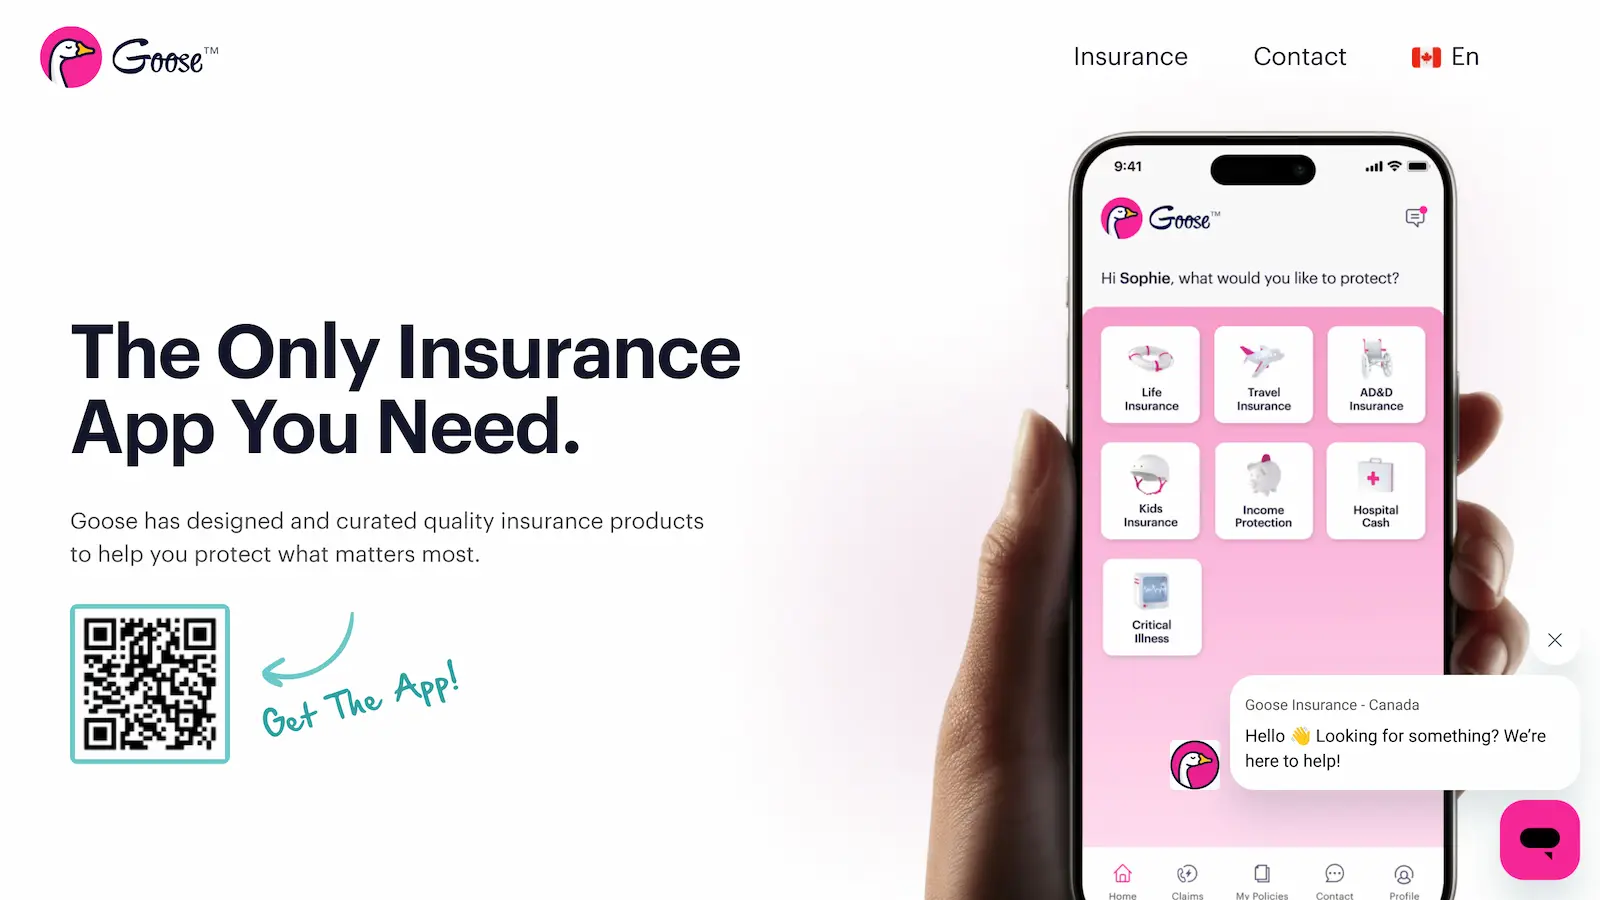 Goose™
Insurance
Contact
En
9:41
Goose™
Hi Sophie, what would you like to protect?
The Only Insurance
App You Need.
Goose has designed and curated quality insurance products
to help you protect what matters most.
Get The App!
Life
Insurance
Travel
Insurance
AD&D
Insurance
Kids
Insurance
Income
Protection
Hospital
Cash
Critical
Illness
Goose Insurance - Canada
Hello 👋 Looking for something? We’re
here to help!
Home
Claims
My Policies
Contact
Profile